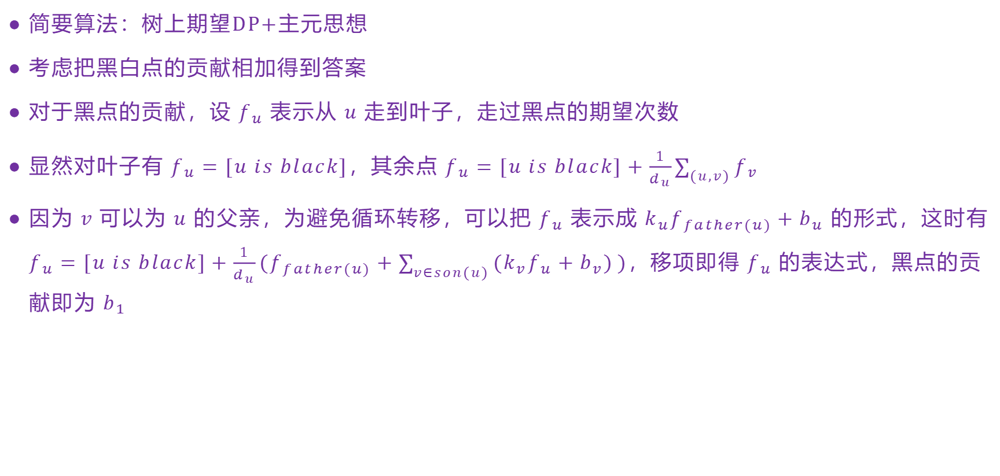 • 简要算法：树上期望DP+主元思想
• 考虑把黑白点的贡献相加得到答案
• 对于黑点的贡献，设 $f_u$ 表示从 $u$ 走到叶子，走过黑点的期望次数
• 显然对叶子有 $f_u = [u\ is\ black]$，其余点 $f_u = [u\ is\ black] + \frac{1}{d_u}\sum_{(u,v)} f_v$
• 因为 $v$ 可以为 $u$ 的父亲，为避免循环转移，可以把 $f_u$ 表示成 $k_u f_{father(u)} + b_u$ 的形式，这时有
$f_u = [u\ is\ black] + \frac{1}{d_u}(f_{father(u)} + \sum_{v \in son(u)}(k_v f_u + b_v))$，移项即得 $f_u$ 的表达式，黑点的贡
献即为 $b_1$